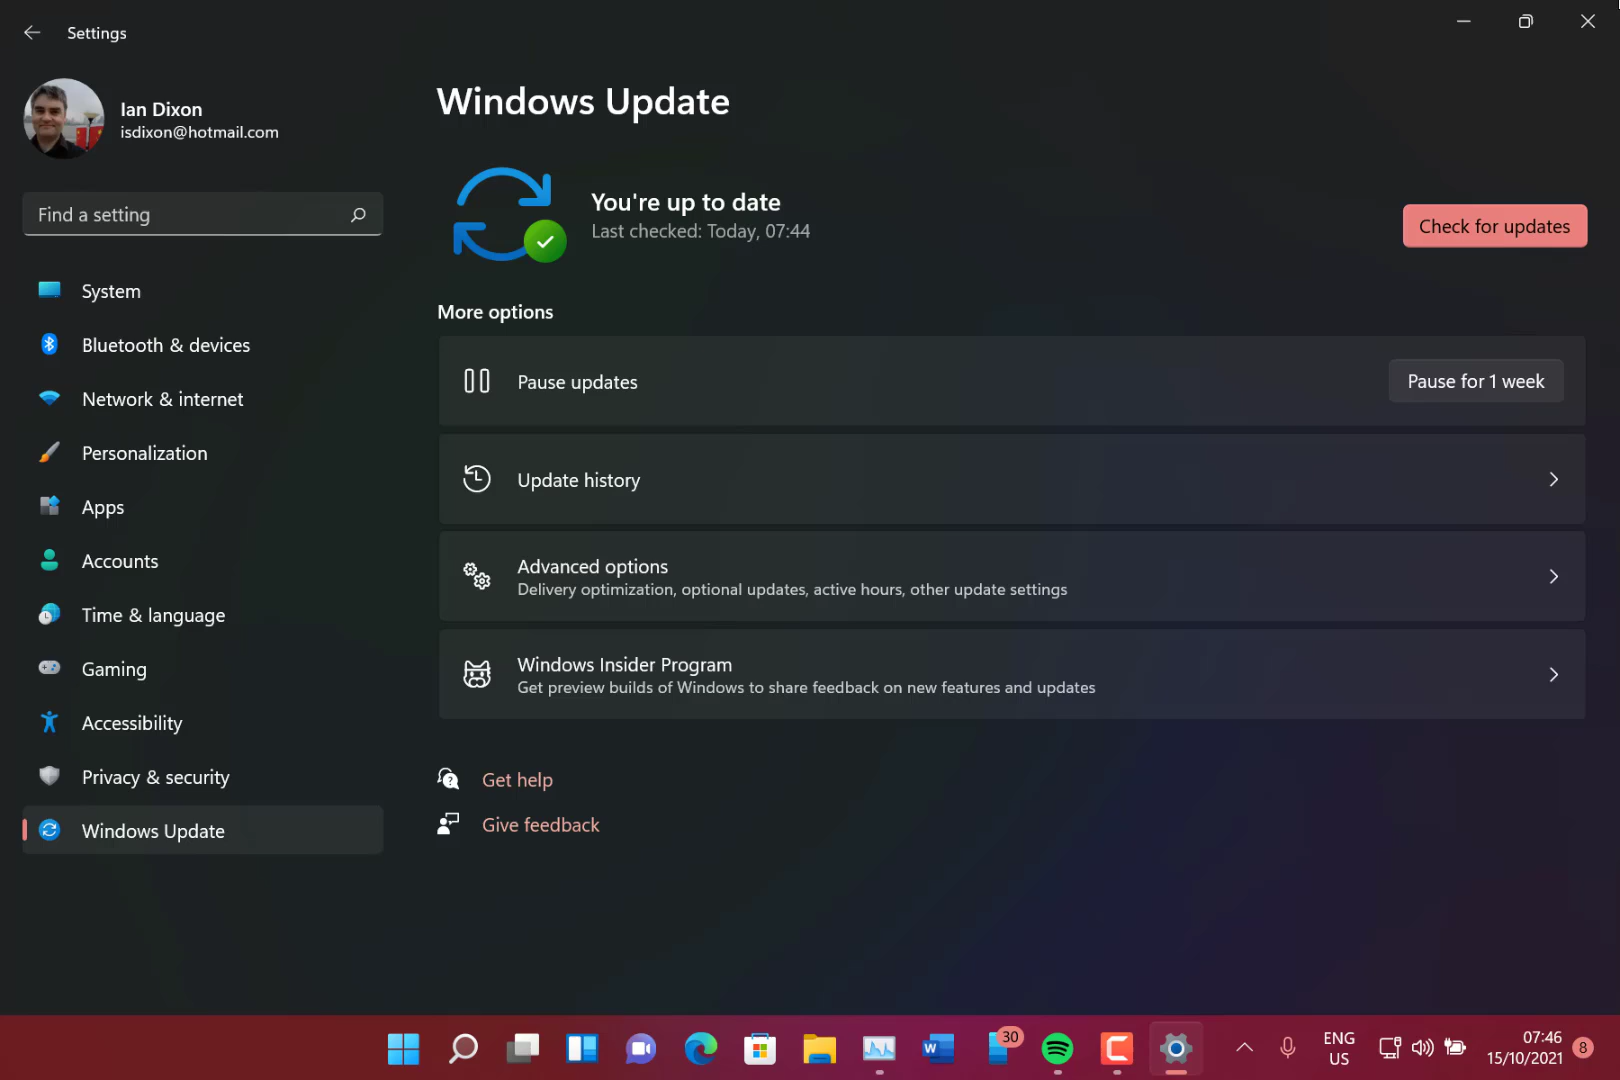 Settings
Ian Dixon
isdixon@hotmail.com
Find a setting
System
Bluetooth & devices
Network & internet
Personalization
Apps
Accounts
Time & language
Gaming
Accessibility
Privacy & security
Windows Update
Windows Update
You're up to date
Last checked: Today, 07:44
Check for updates
More options
Pause updates
Pause for 1 week
Update history
Advanced options
Delivery optimization, optional updates, active hours, other update settings
Windows Insider Program
Get preview builds of Windows to share feedback on new features and updates
Get help
Give feedback
W
30
ENG
US
07:46
15/10/2021
8